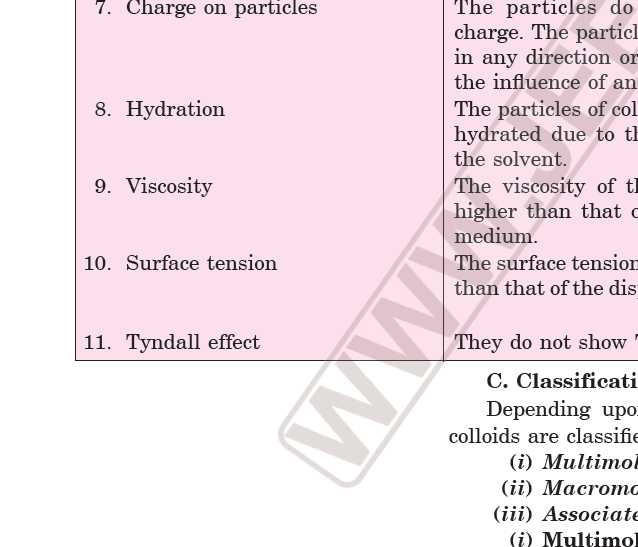 7. Charge on particles
The particles do
charge. The particl
in any direction or
the influence of an
8. Hydration
The particles of col
hydrated due to th
the solvent.
9. Viscosity
The viscosity of th
higher than that o
medium.
10. Surface tension
The surface tension
than that of the dis
11. Tyndall effect
They do not show T
C. Classificati
Depending upon
colloids are classifie
(i) Multimol
(ii) Macromo
(iii) Associate
(i) Multimol
WWW.JEE